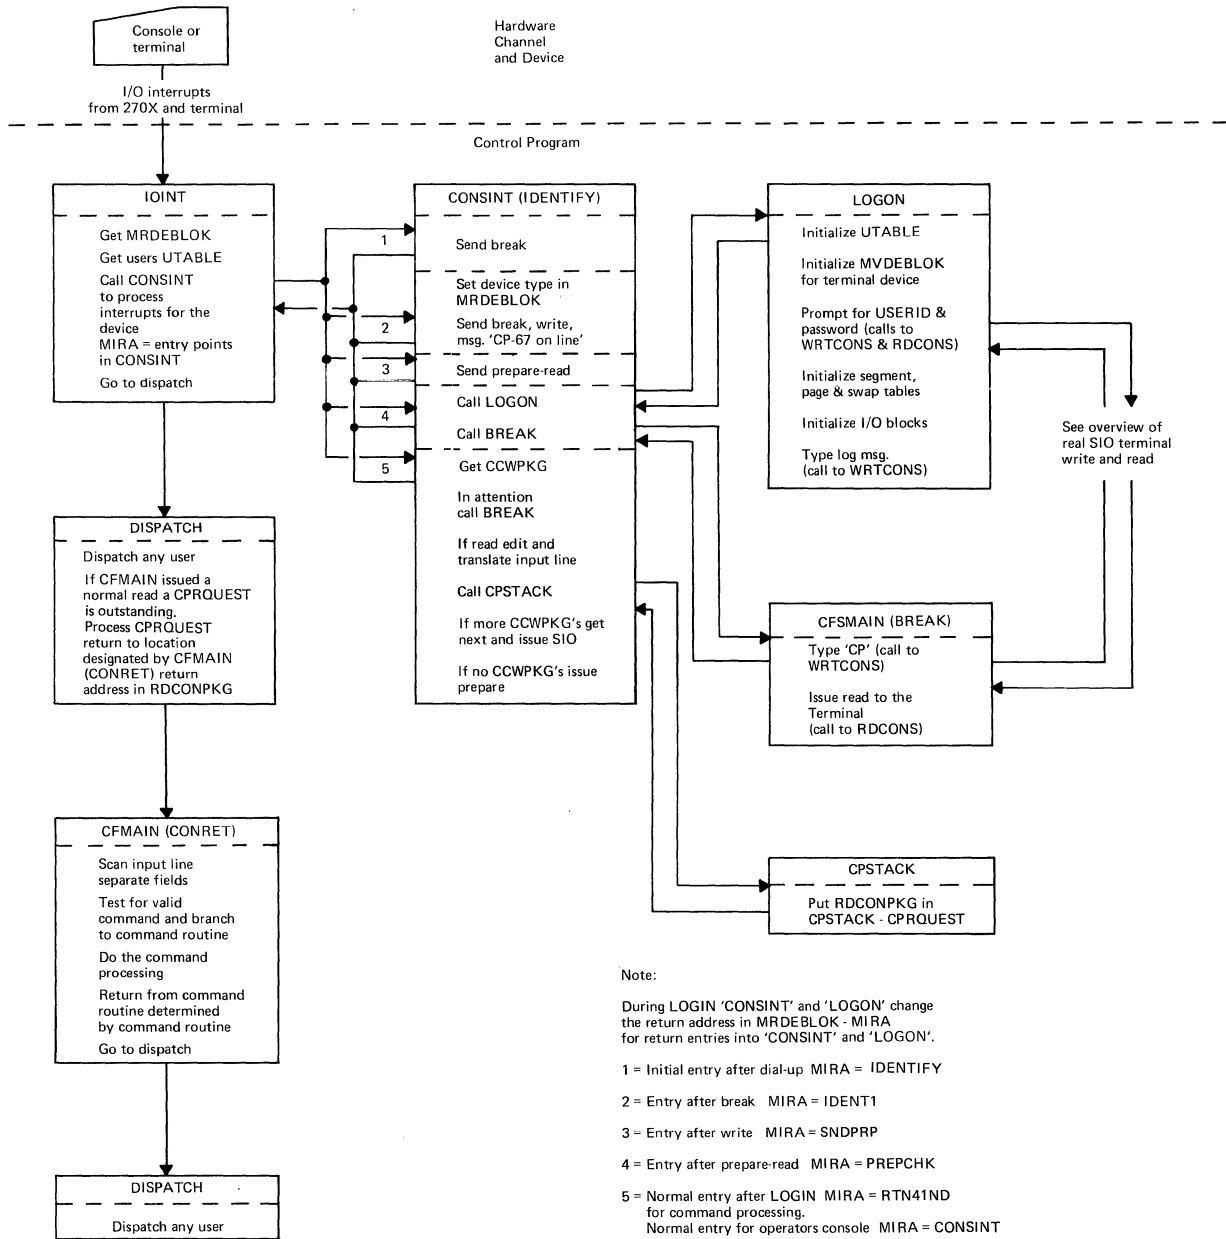 Console or
terminal
Hardware
Channel
and Device
I/O interrupts
from 270X and terminal
Control Program
IOINT
Get MRDEBLOK
Get users UTABLE
Call CONSINT
to process
interrupts for the
device
MIRA = entry points
in CONSINT
Go to dispatch
CONSINT (IDENTIFY)
1
Send break
Set device type in
MRDEBLOK
2
Send break, write,
msg. 'CP-67 on line'
3
Send prepare-read
4
Call LOGON
Call BREAK
5
Get CCWPKG
In attention
call BREAK
If read edit and
translate input line
Call CPSTACK
If more CCWPKG's get
next and issue SIO
If no CCWPKG's issue
prepare
LOGON
Initialize UTABLE
Initialize MVDEBLOK
for terminal device
Prompt for USERID &
password (calls to
WRTCONS & RDCONS)
Initialize segment,
page & swap tables
Initialize I/O blocks
Type log msg.
(call to WRTCONS)
See overview of
real SIO terminal
write and read
DISPATCH
Dispatch any user
If CFMAIN issued a
normal read a CPRQUEST
is outstanding.
Process CPRQUEST
return to location
designated by CFMAIN
(CONRET) return
address in RDCONPKG
CFSMAIN (BREAK)
Type 'CP' (call to
WRTCONS)
Issue read to the
Terminal
(call to RDCONS)
CFMAIN (CONRET)
Scan input line
separate fields
Test for valid
command and branch
to command routine
Do the command
processing
Return from command
routine determined
by command routine
Go to dispatch
CPSTACK
Put RDCONPKG in
CPSTACK - CPRQUEST
DISPATCH
Dispatch any user
Note:
During LOGIN 'CONSINT' and 'LOGON' change
the return address in MRDEBLOK - MIRA
for return entries into 'CONSINT' and 'LOGON'.
1 = Initial entry after dial-up MIRA = IDENTIFY
2 = Entry after break MIRA = IDENT1
3 = Entry after write MIRA = SNDPRP
4 = Entry after prepare-read MIRA = PREPCHK
5 = Normal entry after LOGIN MIRA = RTN41ND
for command processing.
Normal entry for operators console MIRA = CONSINT